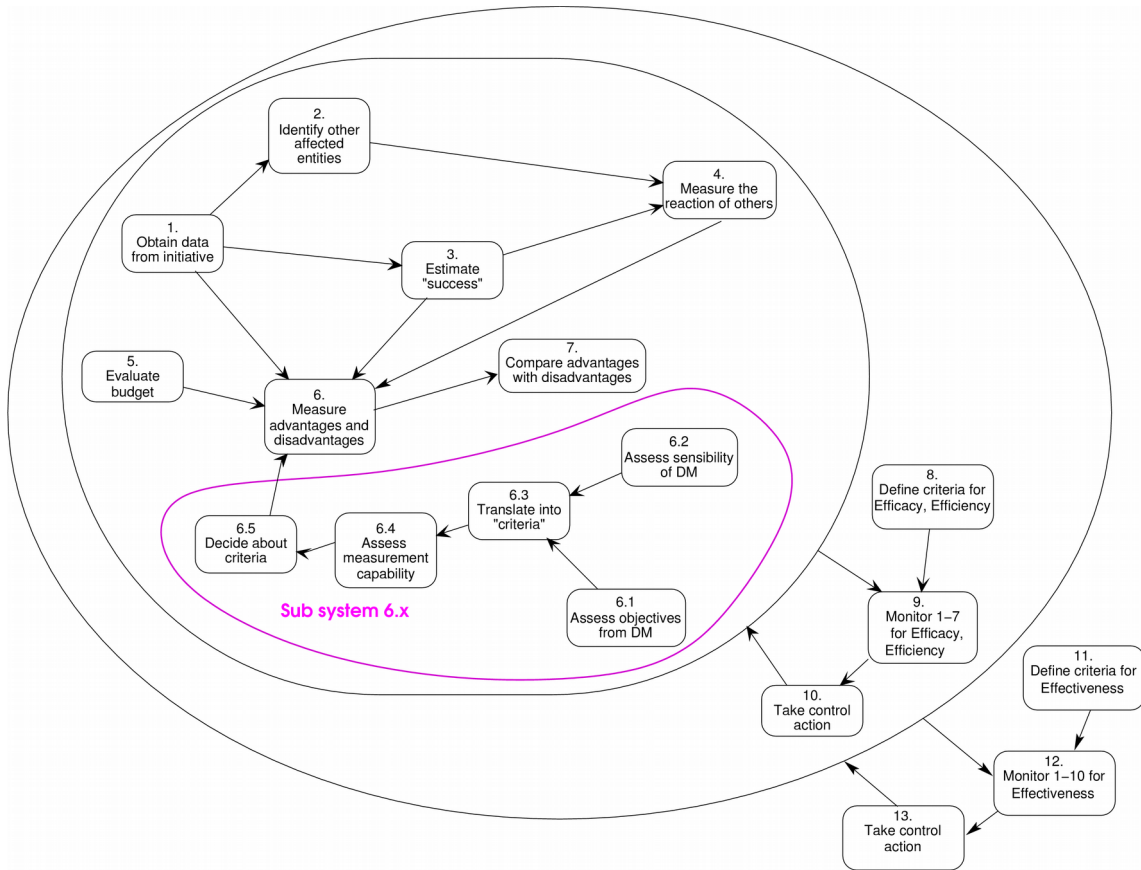 2.
Identify other
affected
entities
4.
Measure the
reaction of others
1.
Obtain data
from initiative
3.
Estimate
"success"
5.
Evaluate
budget
7.
Compare advantages
with disadvantages
6.
Measure
advantages and
disadvantages
6.2
Assess sensibility
of DM
6.3
Translate into
"criteria"
6.4
Assess
measurement
capability
6.5
Decide about
criteria
6.1
Assess objectives
from DM
Sub system 6.x
8.
Define criteria for
Efficacy, Efficiency
9.
Monitor 1–7
for Efficacy,
Efficiency
10.
Take control
action
11.
Define criteria for
Effectiveness
12.
Monitor 1–10 for
Effectiveness
13.
Take control
action